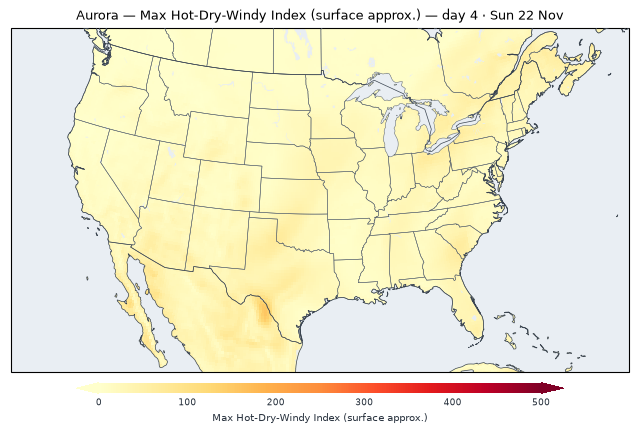 Aurora — Max Hot-Dry-Windy Index (surface approx.) — day 4 · Sun 22 Nov
0 100 200 300 400 500
Max Hot-Dry-Windy Index (surface approx.)